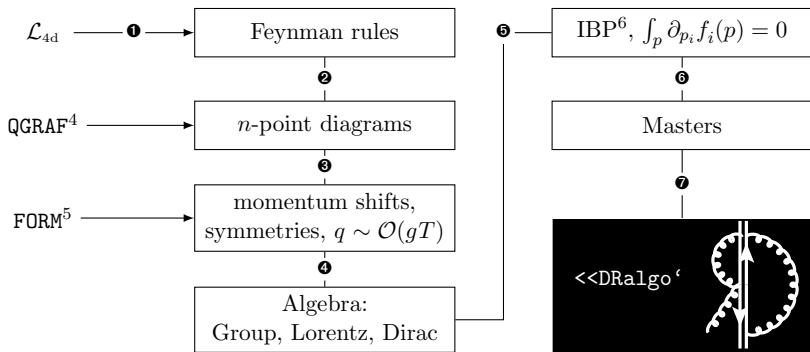 ℒ₄d
❶
Feynman rules
❷
QGRAF⁴
n-point diagrams
❸
FORM⁵
momentum shifts,
symmetries, q ∼ 𝒪(gT)
❹
Algebra:
Group, Lorentz, Dirac
❺
IBP⁶, ∫ₚ ∂_{pᵢ} fᵢ(p) = 0
❻
Masters
❼
<<DRalgo‘